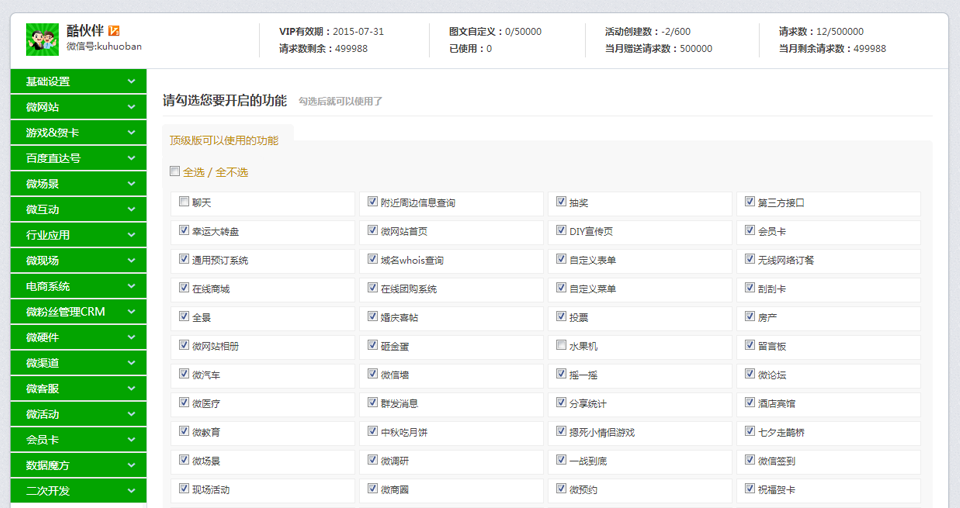 酷伙伴
微信号:kuhuoban
VIP有效期：2015-07-31
请求数剩余：499988
图文自定义：0/50000
已使用：0
活动创建数：-2/600
当月赠送请求数：500000
请求数：12/500000
当月剩余请求数：499988
基础设置
微网站
游戏&贺卡
百度直达号
微场景
微互动
行业应用
微现场
电商系统
微粉丝管理CRM
微硬件
微渠道
微客服
微活动
会员卡
数据魔方
二次开发
请勾选您要开启的功能 勾选后就可以使用了
顶级版可以使用的功能
全选 / 全不选
聊天 附近周边信息查询 抽奖 第三方接口
幸运大转盘 微网站首页 DIY宣传页 会员卡
通用预订系统 域名whois查询 自定义表单 无线网络订餐
在线商城 在线团购系统 自定义菜单 刮刮卡
全景 婚庆喜帖 投票 房产
微网站相册 砸金蛋 水果机 留言板
微汽车 微信墙 摇一摇 微论坛
微医疗 群发消息 分享统计 酒店宾馆
微教育 中秋吃月饼 摁死小情侣游戏 七夕走鹊桥
微场景 微调研 一战到底 微信签到
现场活动 微商圈 微预约 祝福贺卡